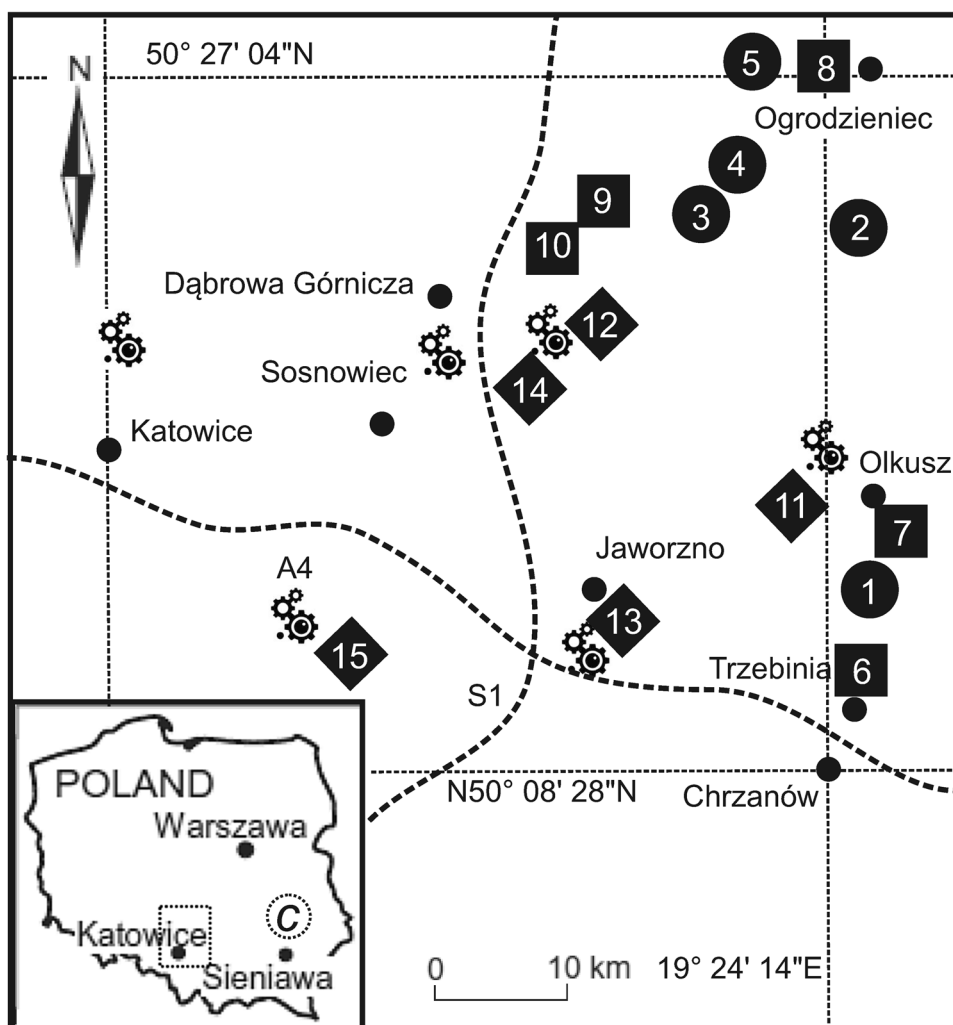 50° 27' 04"N
N
5
8
Ogrodzieniec
4
9
3
2
10
Dąbrowa Górnicza
12
Sosnowiec
14
Katowice
Olkusz
11
7
Jaworzno
A4
1
13
15
Trzebinia
6
S1
N50° 08' 28"N
Chrzanów
POLAND
Warszawa
C
Katowice
Sieniawa
0
10 km
19° 24' 14"E